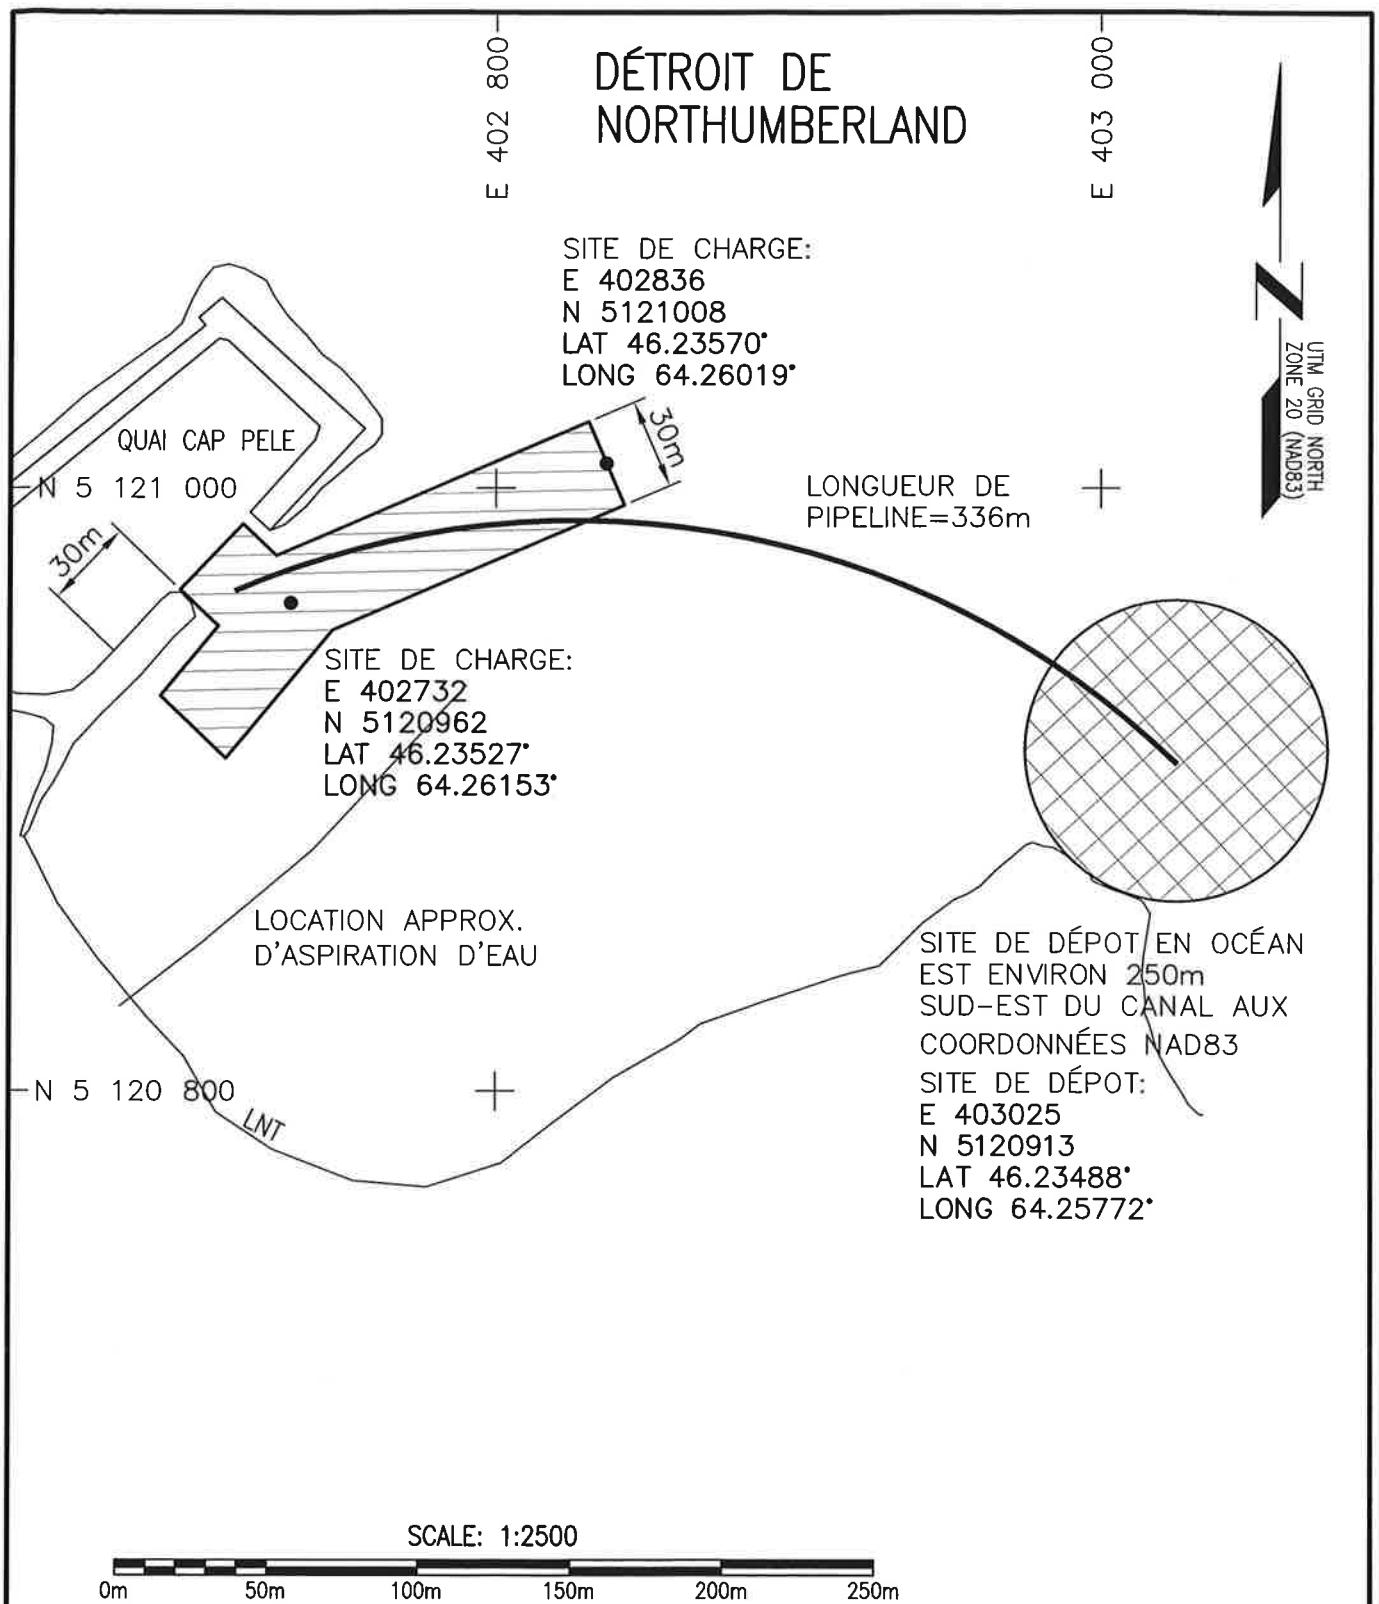 E 402 800
DÉTROIT DE
NORTHUMBERLAND
E 403 000
SITE DE CHARGE:
E 402836
N 5121008
LAT 46.23570°
LONG 64.26019°
N
UTM GRID NORTH
ZONE 20 (NAD83)
30m
QUAI CAP PELE
N 5 121 000
LONGUEUR DE
PIPELINE=336m
30m
SITE DE CHARGE:
E 402732
N 5120962
LAT 46.23527°
LONG 64.26153°
LOCATION APPROX.
D'ASPIRATION D'EAU
SITE DE DÉPOT EN OCÉAN
EST ENVIRON 250m
SUD-EST DU CANAL AUX
COORDONNÉES NAD83
SITE DE DÉPOT:
E 403025
N 5120913
LAT 46.23488°
LONG 64.25772°
N 5 120 800
LNT
SCALE: 1:2500
0m 50m 100m 150m 200m 250m